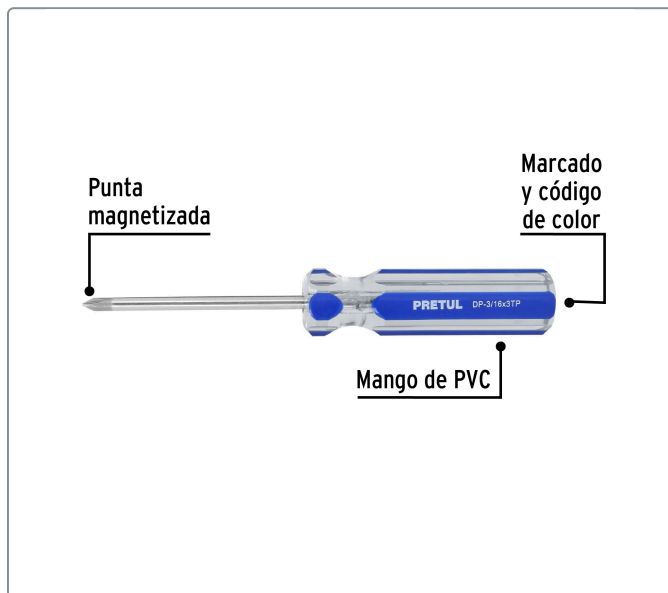 Punta
magnetizada
Marcado
y código
de color
PRETUL DP-3/16x3TP
Mango de PVC